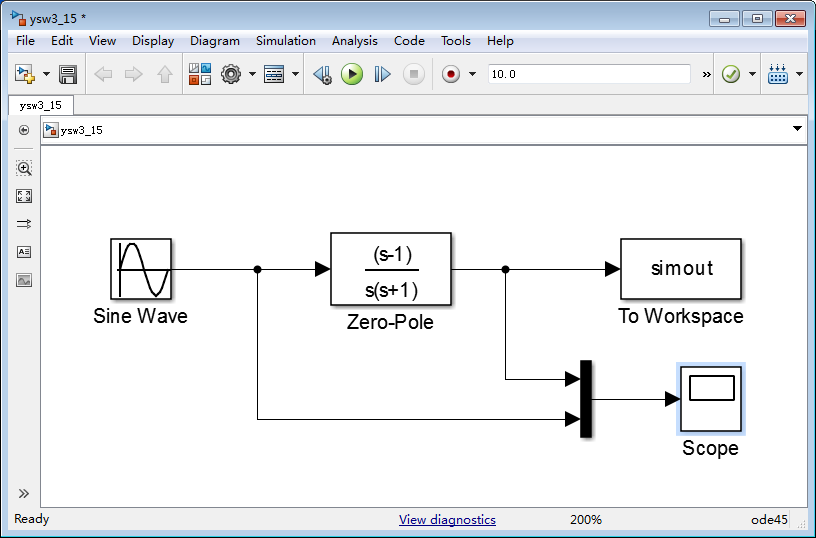 ysw3_15 *
File Edit View Display Diagram Simulation Analysis Code Tools Help
10.0 »
ysw3_15
ysw3_15
(s-1)
s(s+1)
simout
Sine Wave
Zero-Pole
To Workspace
Scope
Ready View diagnostics 200% ode45